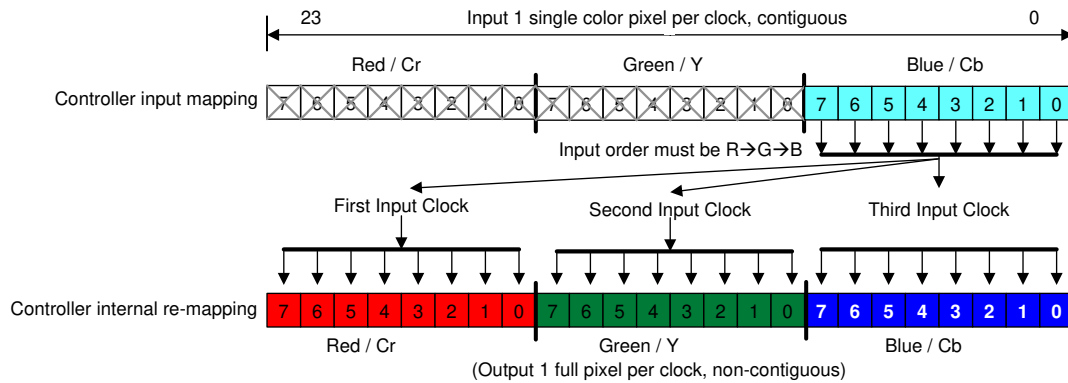 23 Input 1 single color pixel per clock, contiguous 0
Red / Cr Green / Y Blue / Cb
Controller input mapping 7 6 5 4 3 2 1 0 7 6 5 4 3 2 1 0 7 6 5 4 3 2 1 0
Input order must be R→G→B
First Input Clock Second Input Clock Third Input Clock
Controller internal re-mapping 7 6 5 4 3 2 1 0 7 6 5 4 3 2 1 0 7 6 5 4 3 2 1 0
Red / Cr Green / Y Blue / Cb
(Output 1 full pixel per clock, non-contiguous)